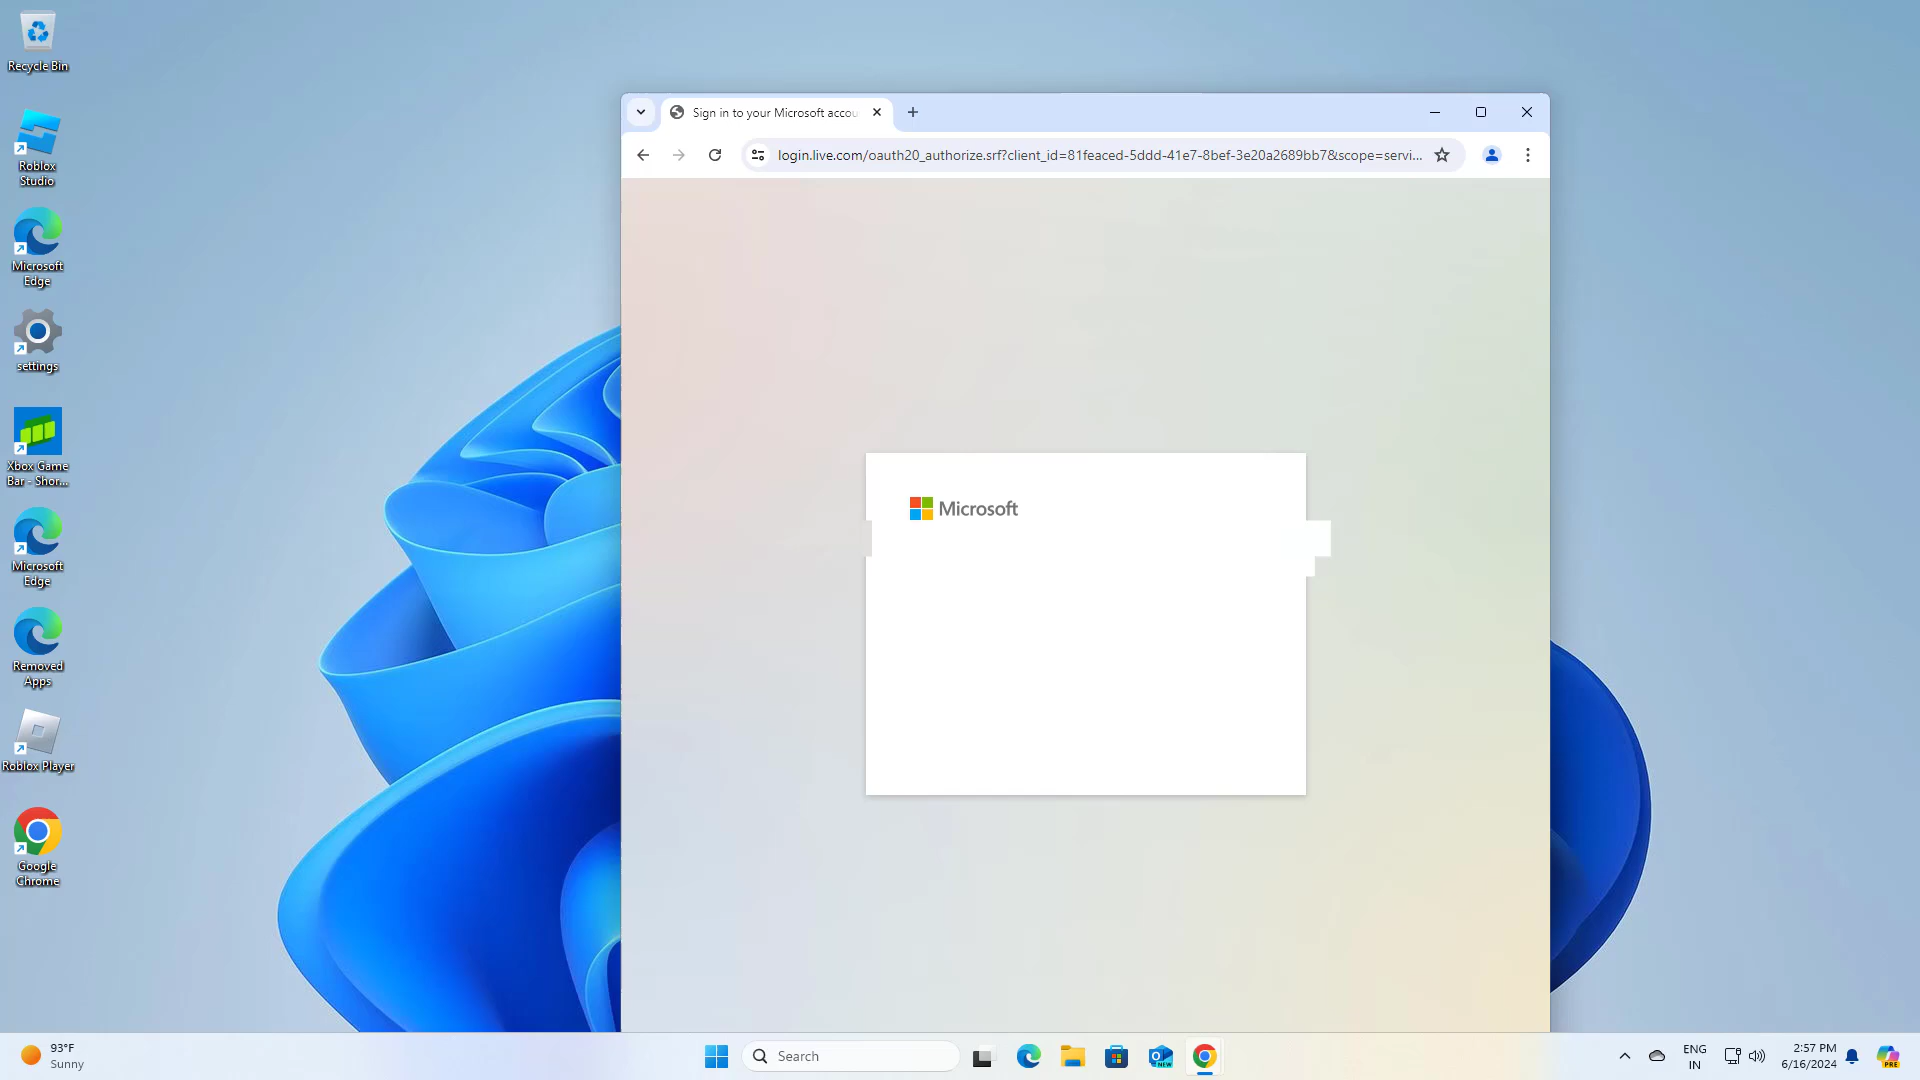 Recycle Bin
Roblox
Studio
Microsoft
Edge
settings
Xbox Game
Bar - Shor...
Microsoft
Edge
Removed
Apps
Roblox Player
Google
Chrome
Sign in to your Microsoft accou
login.live.com/oauth20_authorize.srf?client_id=81feaced-5ddd-41e7-8bef-3e20a2689bb7&scope=servi...
Microsoft
93°F
Sunny
Search
NEW
ENG
IN
2:57 PM
6/16/2024
PRE